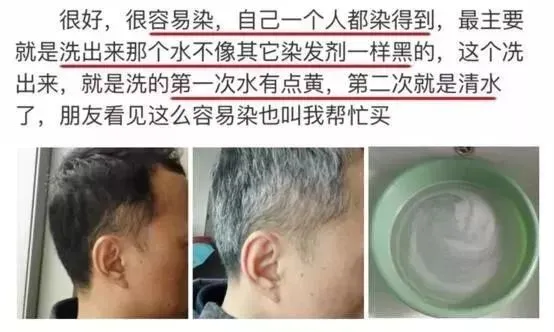 很好，很容易染，自己一个人都染得到，最主要
就是洗出来那个水不像其它染发剂一样黑的，这个洗
出来，就是洗的第一次水有点黄，第二次就是清水
了，朋友看见这么容易染也叫我帮忙买